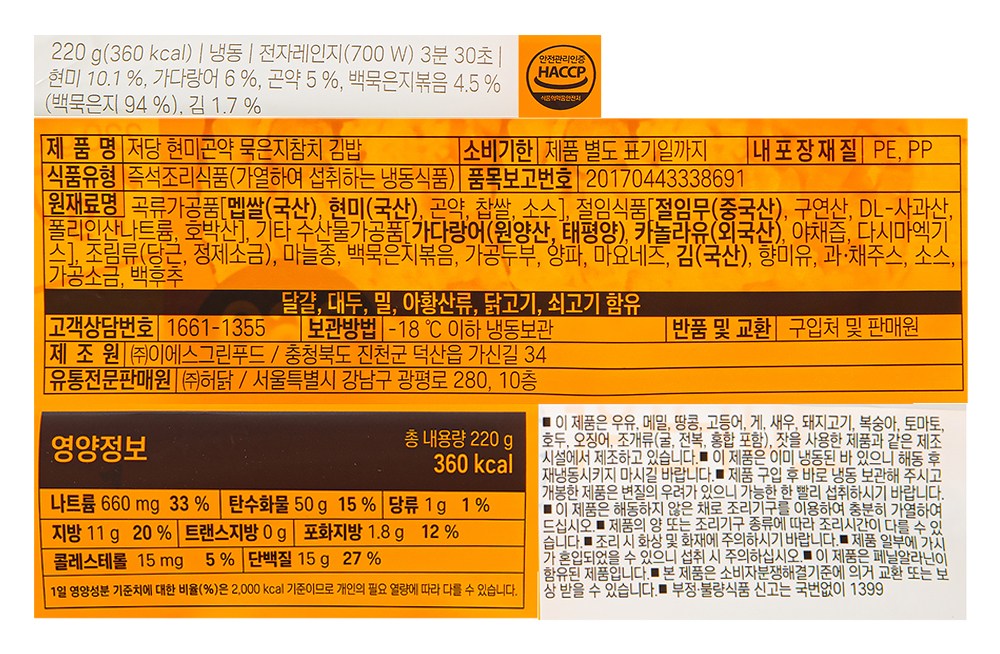 220 g(360 kcal) | 냉동 | 전자레인지(700 W) 3분 30초 |
현미 10.1 %, 가다랑어 6 %, 곤약 5 %, 백묵은지볶음 4.5 %
(백묵은지 94 %), 김 1.7 %
안전관리인증
HACCP
식품의약품안전처
제 품 명 저당 현미곤약 묵은지참치 김밥 소비기한 제품 별도 표기일까지 내포장재질 PE, PP
식품유형 즉석조리식품(가열하여 섭취하는 냉동식품) 품목보고번호 20170443338691
원재료명 곡류가공품[멥쌀(국산), 현미(국산), 곤약, 찹쌀, 소스], 절임식품[절임무(중국산), 구연산, DL-사과산,
폴리인산나트륨, 호박산], 기타 수산물가공품[가다랑어(원양산, 태평양), 카놀라유(외국산), 야채즙, 다시마엑기
스], 조림류(당근, 정제소금), 마늘종, 백묵은지볶음, 가공두부, 양파, 마요네즈, 김(국산), 향미유, 과·채주스, 소스,
가공소금, 백후추
달걀, 대두, 밀, 아황산류, 닭고기, 쇠고기 함유
고객상담번호 1661-1355 보관방법 -18 ℃ 이하 냉동보관 반품 및 교환 구입처 및 판매원
제 조 원 ㈜이에스그린푸드 / 충청북도 진천군 덕산읍 가신길 34
유통전문판매원 ㈜허닭 / 서울특별시 강남구 광평로 280, 10층
영양정보 총 내용량 220 g
360 kcal
나트륨 660 mg 33 % 탄수화물 50 g 15 % 당류 1 g 1 %
지방 11 g 20 % 트랜스지방 0 g 포화지방 1.8 g 12 %
콜레스테롤 15 mg 5 % 단백질 15 g 27 %
1일 영양성분 기준치에 대한 비율(%)은 2,000 kcal 기준이므로 개인의 필요 열량에 따라 다를 수 있습니다.
■ 이 제품은 우유, 메밀, 땅콩, 고등어, 게, 새우, 돼지고기, 복숭아, 토마토,
호두, 오징어, 조개류(굴, 전복, 홍합 포함), 잣을 사용한 제품과 같은 제조
시설에서 제조하고 있습니다.■ 이 제품은 이미 냉동된 바 있으니 해동 후
재냉동시키지 마시길 바랍니다.■ 제품 구입 후 바로 냉동 보관해 주시고
개봉한 제품은 변질의 우려가 있으니 가능한 한 빨리 섭취하시기 바랍니다.
■ 이 제품은 해동하지 않은 채로 조리기구를 이용하여 충분히 가열하여
드십시오.■ 제품의 양 또는 조리기구 종류에 따라 조리시간이 다를 수 있
습니다.■ 조리 시 화상 및 화재에 주의하시기 바랍니다.■ 제품 일부에 가시
가 혼입되었을 수 있으니 섭취 시 주의하십시오.■ 이 제품은 페닐알라닌이
함유된 제품입니다.■ 본 제품은 소비자분쟁해결기준에 의거 교환 또는 보
상 받을 수 있습니다.■ 부정·불량식품 신고는 국번없이 1399